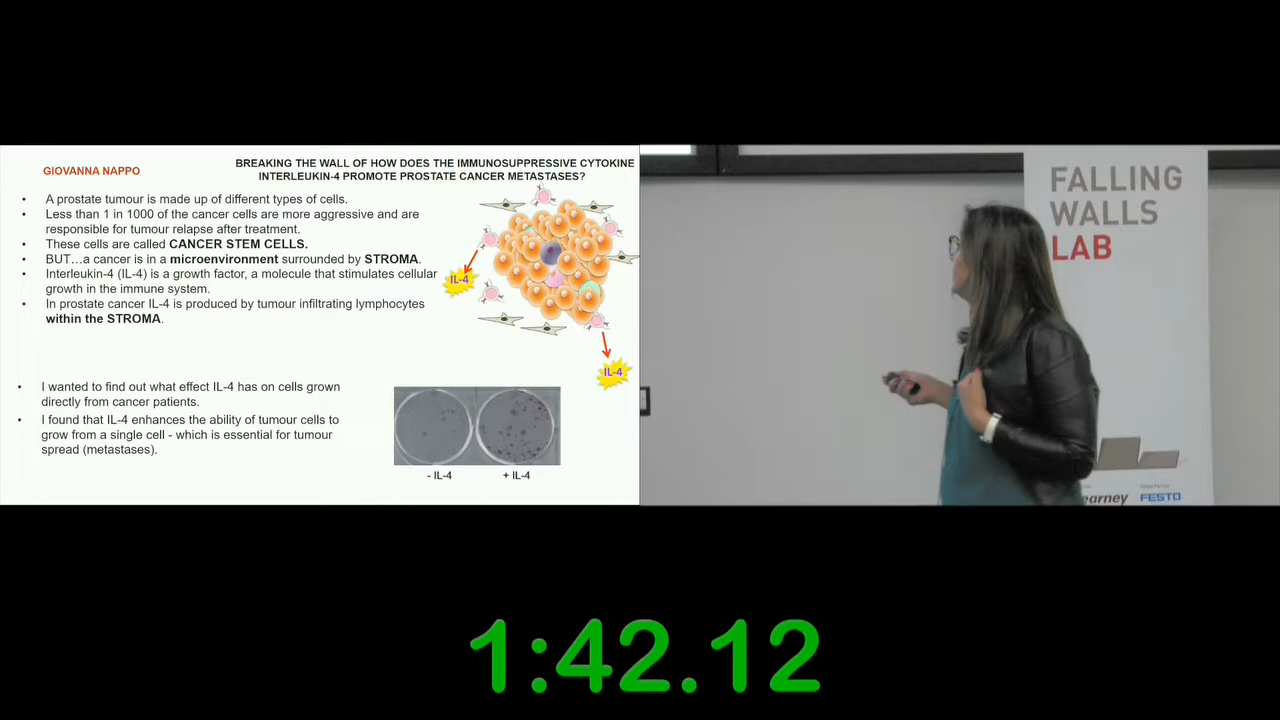 GIOVANNA NAPPO
BREAKING THE WALL OF HOW DOES THE IMMUNOSUPPRESSIVE CYTOKINE
INTERLEUKIN-4 PROMOTE PROSTATE CANCER METASTASES?
• A prostate tumour is made up of different types of cells.
• Less than 1 in 1000 of the cancer cells are more aggressive and are
responsible for tumour relapse after treatment.
• These cells are called CANCER STEM CELLS.
• BUT…a cancer is in a microenvironment surrounded by STROMA.
• Interleukin-4 (IL-4) is a growth factor, a molecule that stimulates cellular
growth in the immune system.
• In prostate cancer IL-4 is produced by tumour infiltrating lymphocytes
within the STROMA.
IL-4
IL-4
• I wanted to find out what effect IL-4 has on cells grown
directly from cancer patients.
• I found that IL-4 enhances the ability of tumour cells to
grow from a single cell - which is essential for tumour
spread (metastases).
- IL-4
+ IL-4
FALLING
WALLS
LAB
earney
FESTO
1:42.12